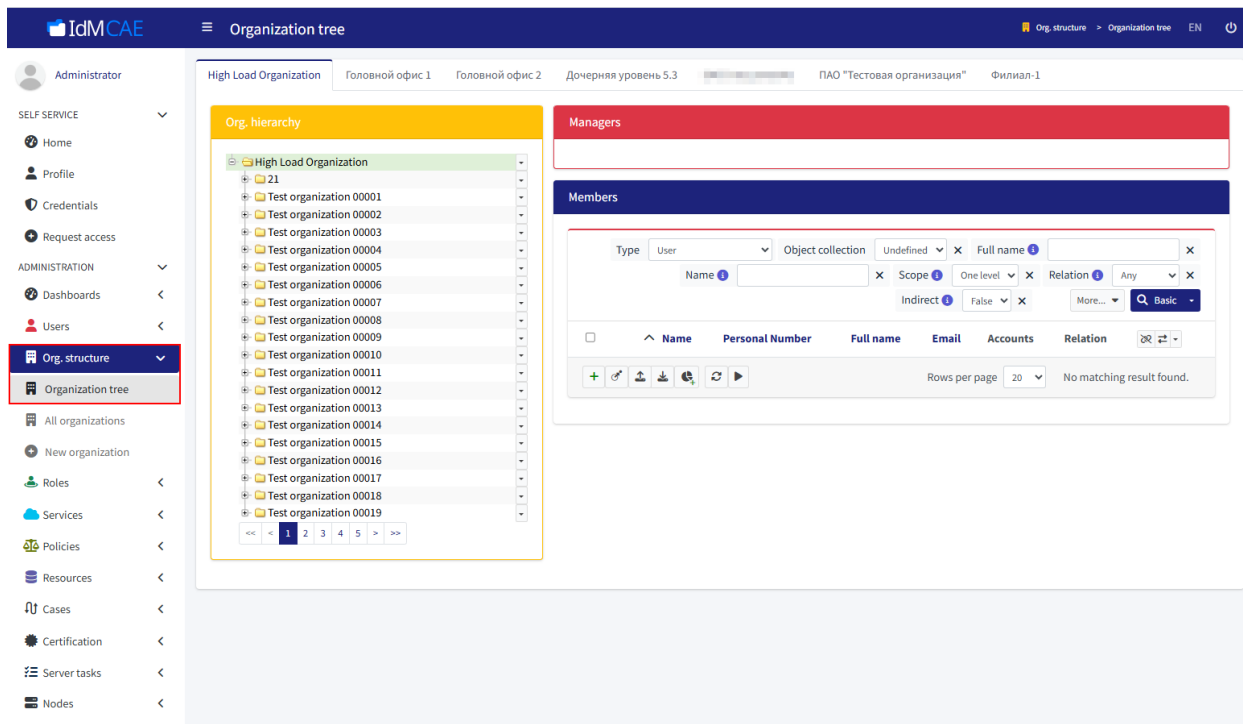 IdMCAE
Organization tree
Org. structure > Organization tree EN
Administrator
SELF SERVICE
Home
Profile
Credentials
Request access
ADMINISTRATION
Dashboards
Users
Org. structure
Organization tree
All organizations
New organization
Roles
Services
Policies
Resources
Cases
Certification
Server tasks
Nodes
High Load Organization Головной офис 1 Головной офис 2 Дочерняя уровень 5.3 ПАО "Тестовая организация" Филиал-1
Org. hierarchy
High Load Organization
21
Test organization 00001
Test organization 00002
Test organization 00003
Test organization 00004
Test organization 00005
Test organization 00006
Test organization 00007
Test organization 00008
Test organization 00009
Test organization 00010
Test organization 00011
Test organization 00012
Test organization 00013
Test organization 00014
Test organization 00015
Test organization 00016
Test organization 00017
Test organization 00018
Test organization 00019
<< < 1 2 3 4 5 > >>
Managers
Members
Type User Object collection Undefined Full name
Name Scope One level Relation Any
Indirect False More... Basic
Name Personal Number Full name Email Accounts Relation
Rows per page 20 No matching result found.